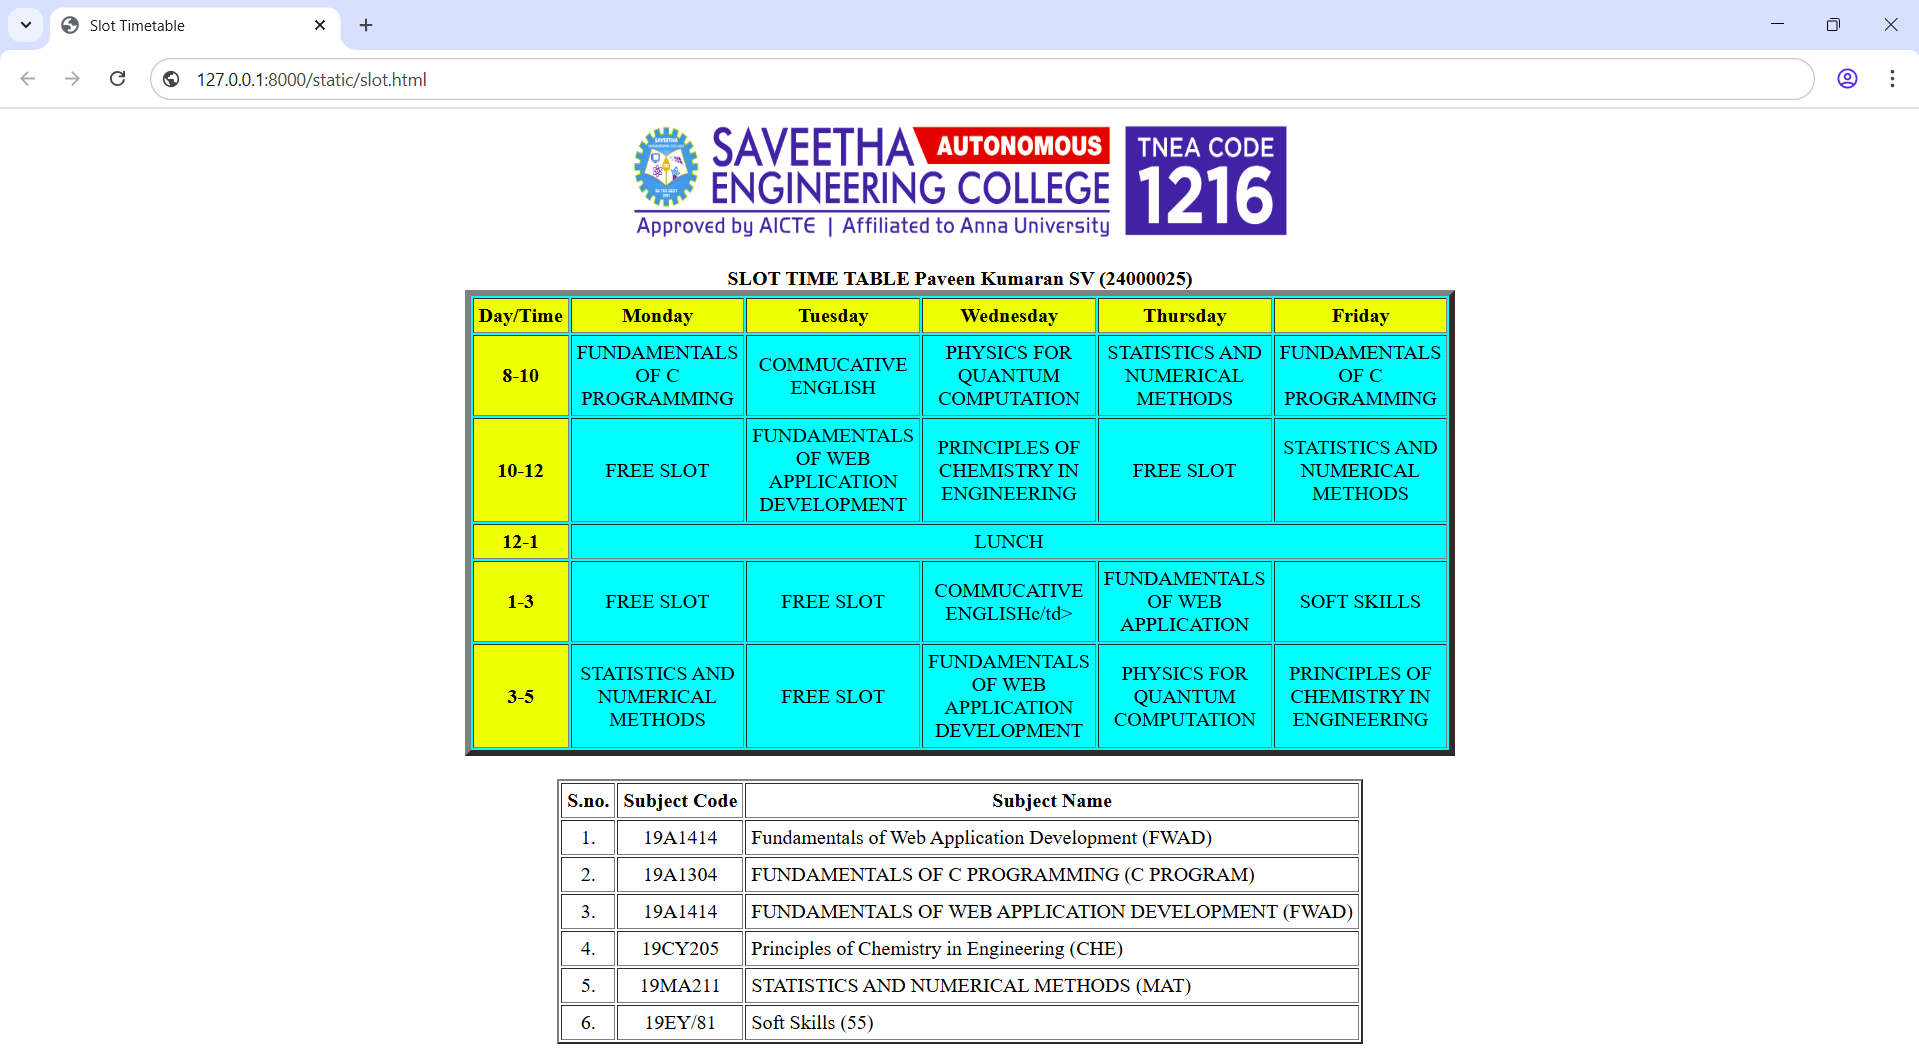 Slot Timetable
127.0.0.1:8000/static/slot.html
SAVEETHA AUTONOMOUS
ENGINEERING COLLEGE
Approved by AICTE | Affiliated to Anna University
TNEA CODE
1216
SLOT TIME TABLE Paveen Kumaran SV (24000025)
Day/Time Monday Tuesday Wednesday Thursday Friday
8-10
FUNDAMENTALS
OF C
PROGRAMMING
COMMUCATIVE
ENGLISH
PHYSICS FOR
QUANTUM
COMPUTATION
STATISTICS AND
NUMERICAL
METHODS
FUNDAMENTALS
OF C
PROGRAMMING
10-12
FREE SLOT
FUNDAMENTALS
OF WEB
APPLICATION
DEVELOPMENT
PRINCIPLES OF
CHEMISTRY IN
ENGINEERING
FREE SLOT
STATISTICS AND
NUMERICAL
METHODS
12-1
LUNCH
1-3
FREE SLOT
FREE SLOT
COMMUCATIVE
ENGLISHc/td>
FUNDAMENTALS
OF WEB
APPLICATION
SOFT SKILLS
3-5
STATISTICS AND
NUMERICAL
METHODS
FREE SLOT
FUNDAMENTALS
OF WEB
APPLICATION
DEVELOPMENT
PHYSICS FOR
QUANTUM
COMPUTATION
PRINCIPLES OF
CHEMISTRY IN
ENGINEERING
S.no. Subject Code Subject Name
1. 19A1414 Fundamentals of Web Application Development (FWAD)
2. 19A1304 FUNDAMENTALS OF C PROGRAMMING (C PROGRAM)
3. 19A1414 FUNDAMENTALS OF WEB APPLICATION DEVELOPMENT (FWAD)
4. 19CY205 Principles of Chemistry in Engineering (CHE)
5. 19MA211 STATISTICS AND NUMERICAL METHODS (MAT)
6. 19EY/81 Soft Skills (55)